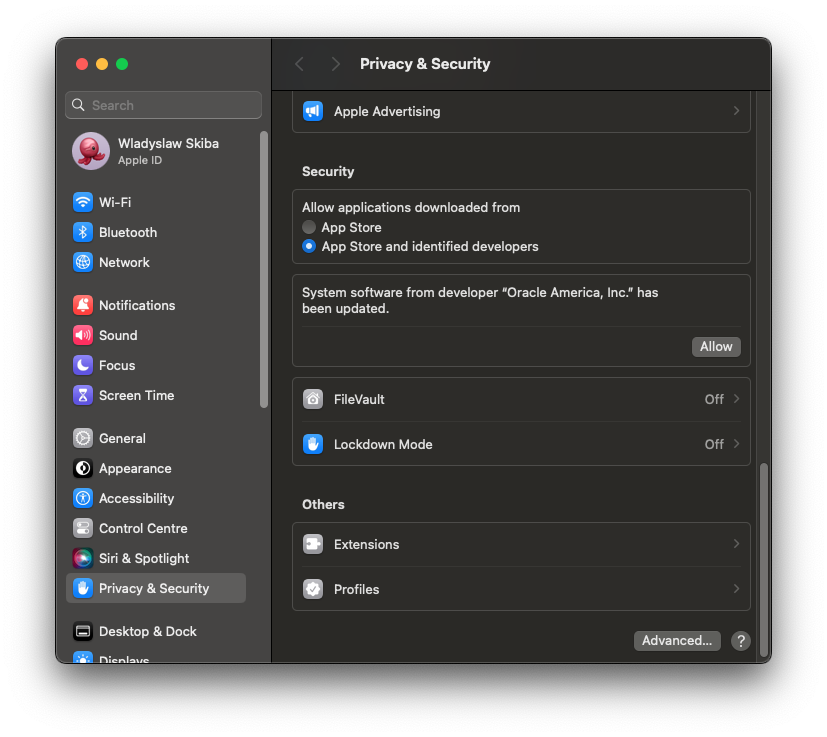 Privacy & Security
Search
Wladyslaw Skiba
Apple ID
Wi-Fi
Bluetooth
Network
Notifications
Sound
Focus
Screen Time
General
Appearance
Accessibility
Control Centre
Siri & Spotlight
Privacy & Security
Desktop & Dock
Displays
Apple Advertising
Security
Allow applications downloaded from
App Store
App Store and identified developers
System software from developer “Oracle America, Inc.” has
been updated.
Allow
FileVault Off
Lockdown Mode Off
Others
Extensions
Profiles
Advanced... ?